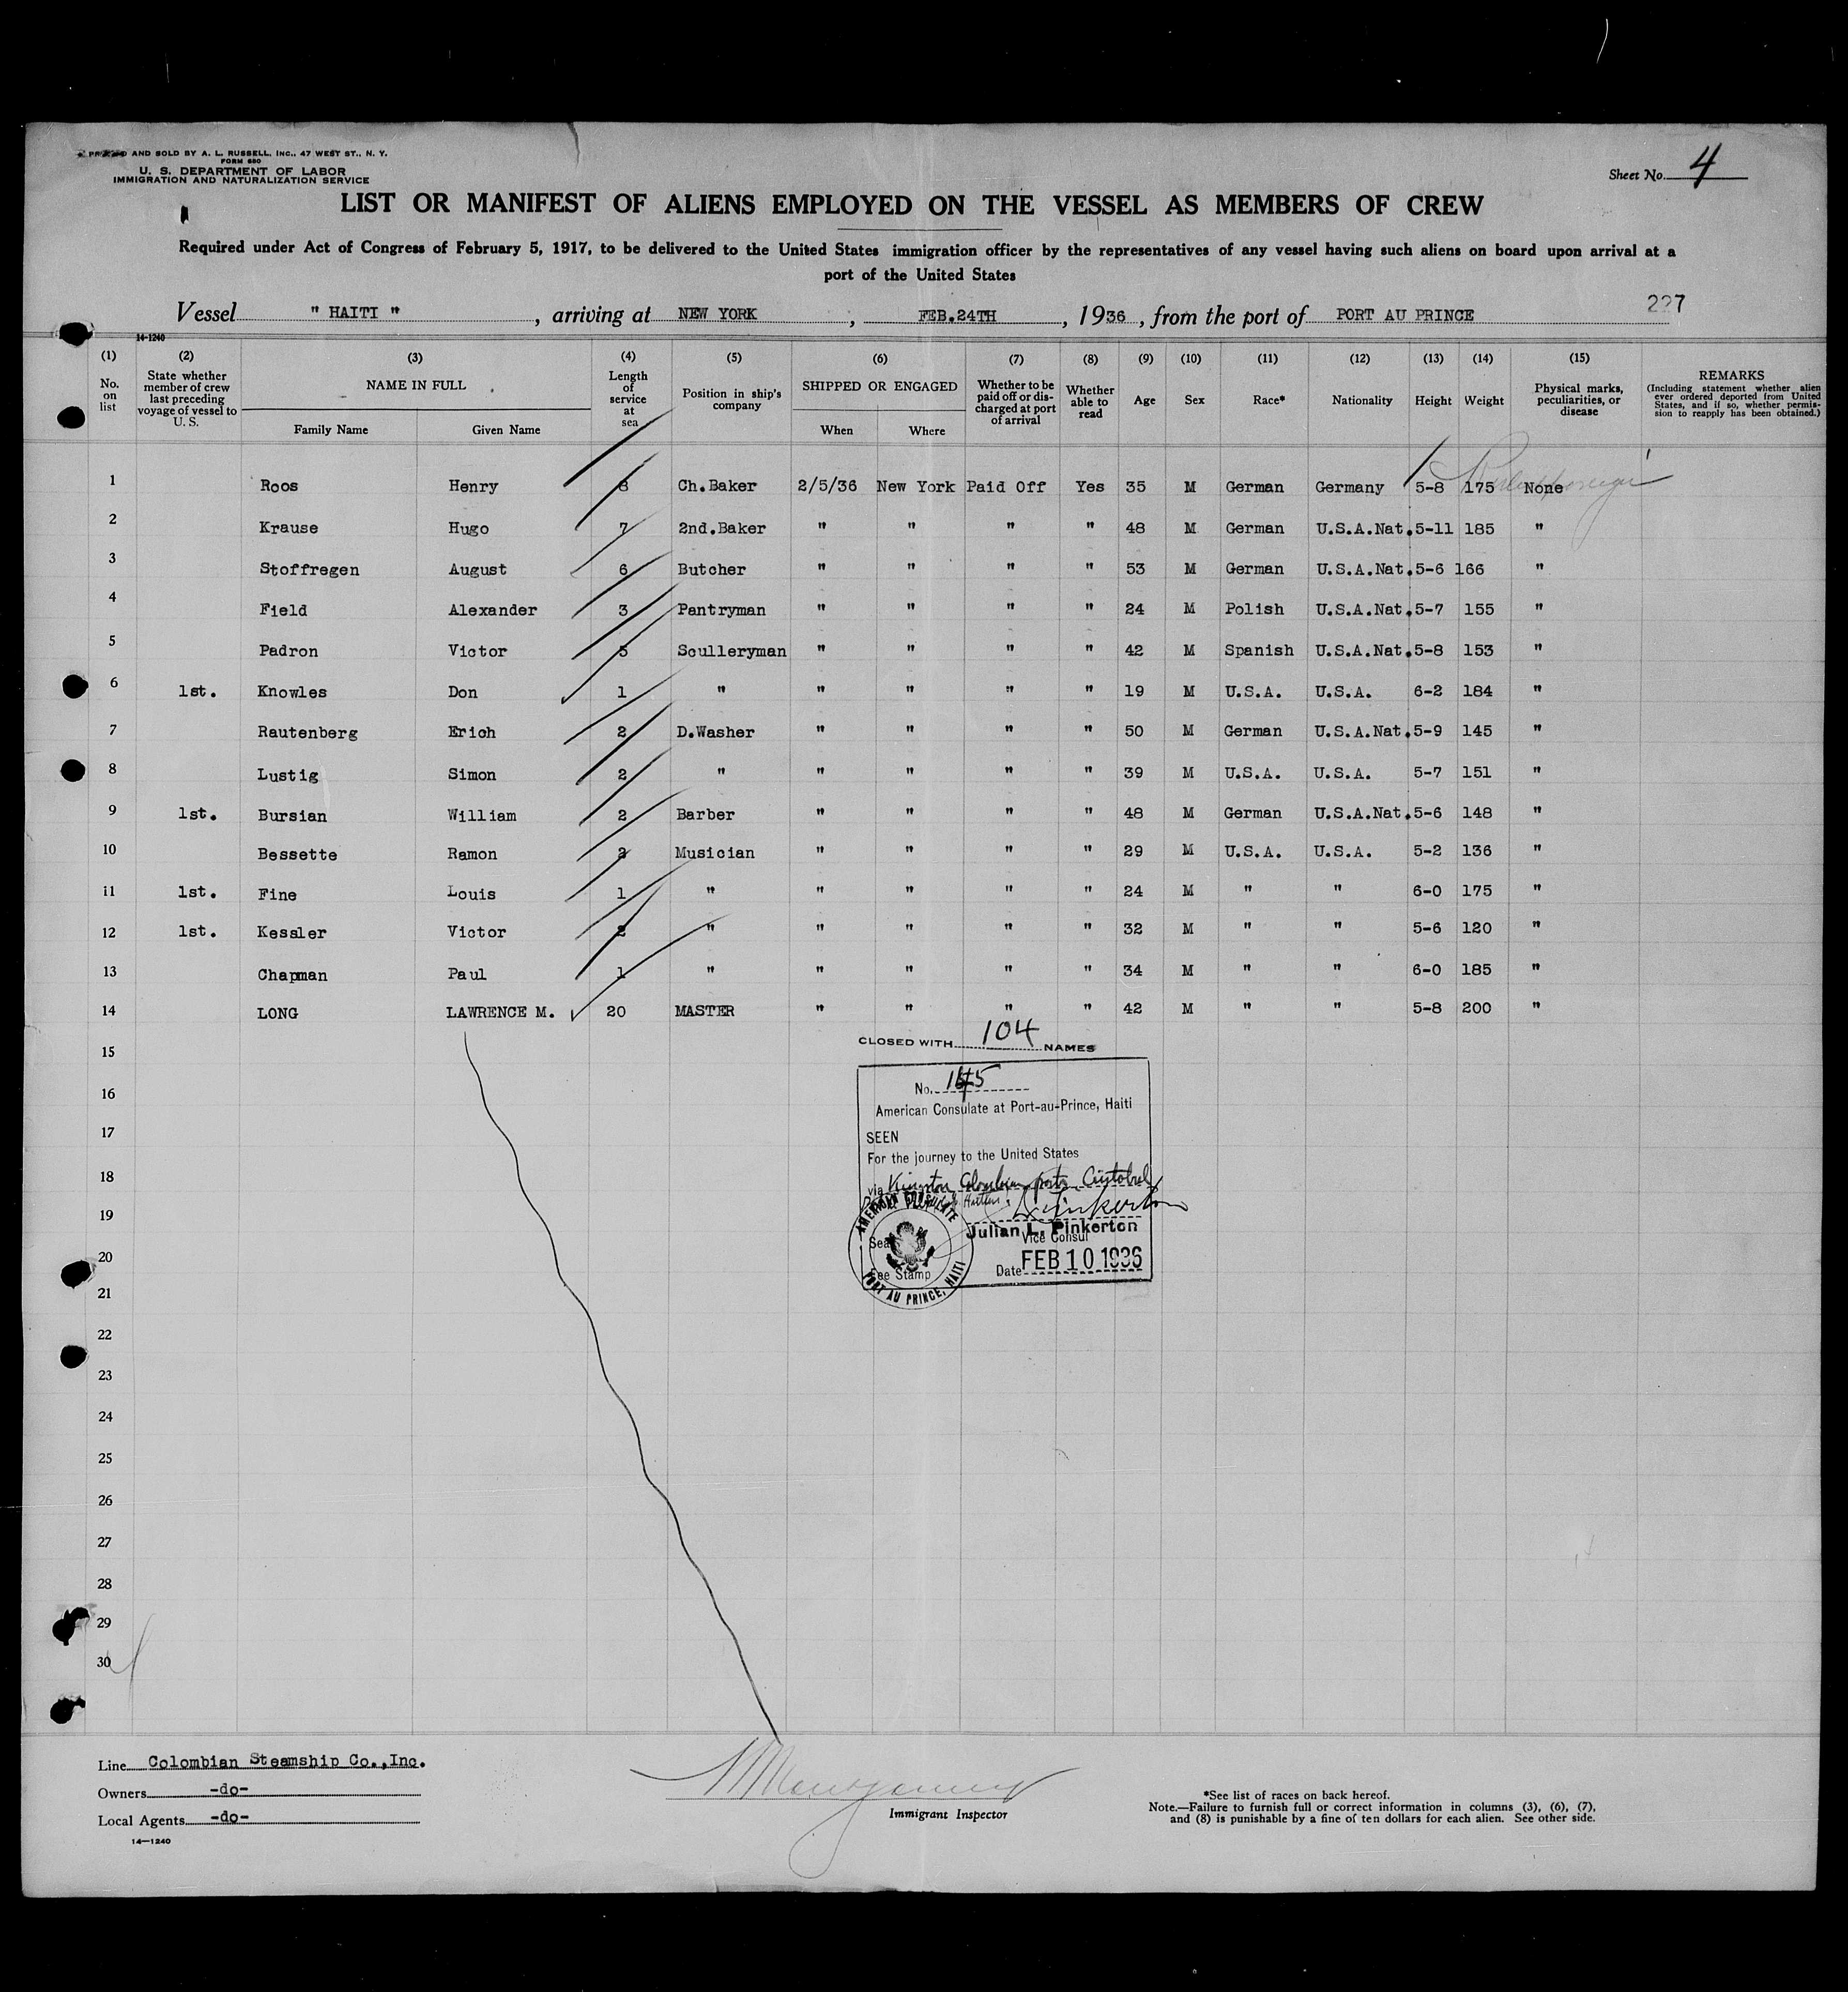 PRINTED AND SOLD BY A. L. RUSSELL, INC., 47 WEST ST., N. Y.
FORM 680
U. S. DEPARTMENT OF LABOR
IMMIGRATION AND NATURALIZATION SERVICE
Sheet No. 4
LIST OR MANIFEST OF ALIENS EMPLOYED ON THE VESSEL AS MEMBERS OF CREW
Required under Act of Congress of February 5, 1917, to be delivered to the United States immigration officer by the representatives of any vessel having such aliens on board upon arrival at a
port of the United States
Vessel " HAITI " , arriving at NEW YORK , FEB.24TH , 1936 , from the port of PORT AU PRINCE 227
14-1240
(1) No. on list (2) State whether member of crew last preceding voyage of vessel to U. S. (3) NAME IN FULL Family Name Given Name (4) Length of service at sea (5) Position in ship's company (6) SHIPPED OR ENGAGED When Where (7) Whether to be paid off or discharged at port of arrival (8) Whether able to read (9) Age (10) Sex (11) Race* (12) Nationality (13) Height (14) Weight (15) Physical marks, peculiarities, or disease REMARKS (Including statement whether alien ever ordered deported from United States, and if so, whether permission to reapply has been obtained.)
1 Roos Henry 8 Ch.Baker 2/5/36 New York Paid Off Yes 35 M German Germany 5-8 175 None
2 Krause Hugo 7 2nd.Baker " " " " 48 M German U.S.A.Nat. 5-11 185 "
3 Stoffregen August 6 Butcher " " " " 53 M German U.S.A.Nat. 5-6 166 "
4 Field Alexander 3 Pantryman " " " " 24 M Polish U.S.A.Nat. 5-7 155 "
5 Padron Victor 5 Sculleryman " " " " 42 M Spanish U.S.A.Nat. 5-8 153 "
6 1st. Knowles Don 1 " " " " " 19 M U.S.A. U.S.A. 6-2 184 "
7 Rautenberg Erich 2 D.Washer " " " " 50 M German U.S.A.Nat. 5-9 145 "
8 Lustig Simon 2 " " " " " 39 M U.S.A. U.S.A. 5-7 151 "
9 1st. Bursian William 2 Barber " " " " 48 M German U.S.A.Nat. 5-6 148 "
10 Bessette Ramon 2 Musician " " " " 29 M U.S.A. U.S.A. 5-2 136 "
11 1st. Fine Louis 1 " " " " " 24 M " " 6-0 175 "
12 1st. Kessler Victor 2 " " " " " 32 M " " 5-6 120 "
13 Chapman Paul 1 " " " " " 34 M " " 6-0 185 "
14 LONG LAWRENCE M. 20 MASTER " " " " 42 M " " 5-8 200 "
CLOSED WITH 104 NAMES
15
16
17
18
19
20
21
22
23
24
25
26
27
28
29
30
No. 145
American Consulate at Port-au-Prince, Haiti
SEEN
For the journey to the United States
via Kingston Colombian ports Cristobal
Pinkerton
Julian L. Pinkerton
Vice Consul
Seal
Fee Stamp
Date FEB 10 1936
AMERICAN CONSULATE
PORT AU PRINCE, HAITI
Line Colombian Steamship Co.,Inc.
Owners -do-
Local Agents -do-
14-1240
Montgomery
Immigrant Inspector
*See list of races on back hereof.
Note.—Failure to furnish full or correct information in columns (3), (6), (7),
and (8) is punishable by a fine of ten dollars for each alien. See other side.